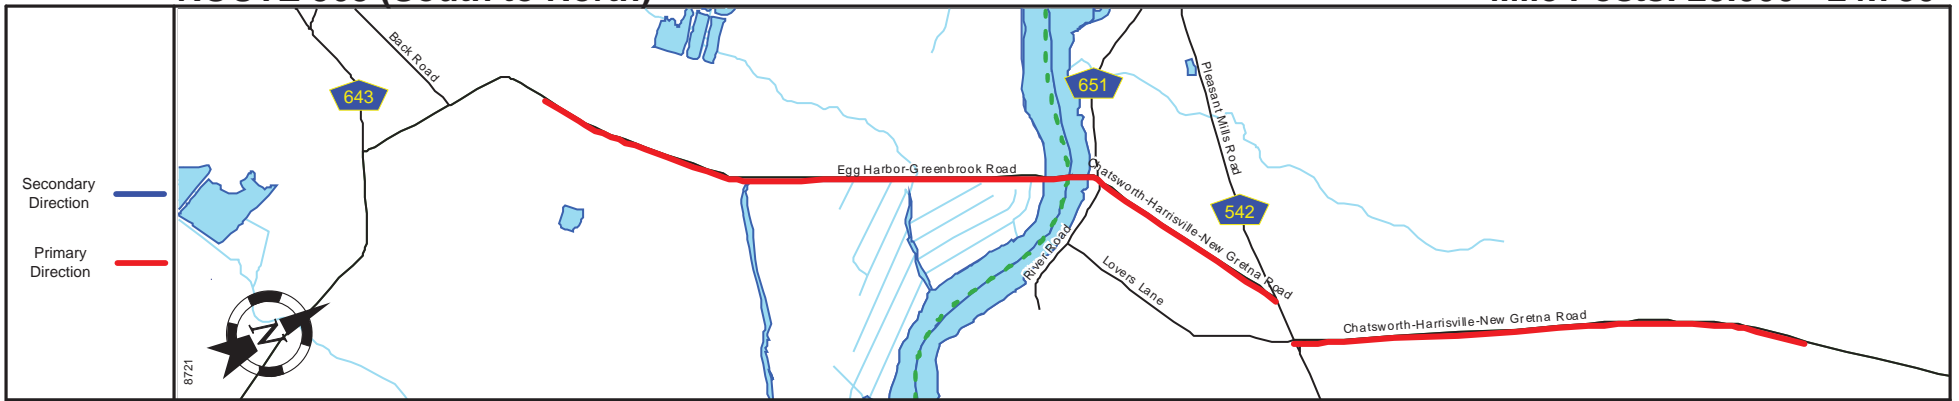 Secondary
Direction
Primary
Direction
Back Road
643
651
Pleasant Mills Road
Egg Harbor-Greenbrook Road
Chatsworth-Harrisville-New Gretna Road
542
River Road
Lovers Lane
Chatsworth-Harrisville-New Gretna Road
N
8721